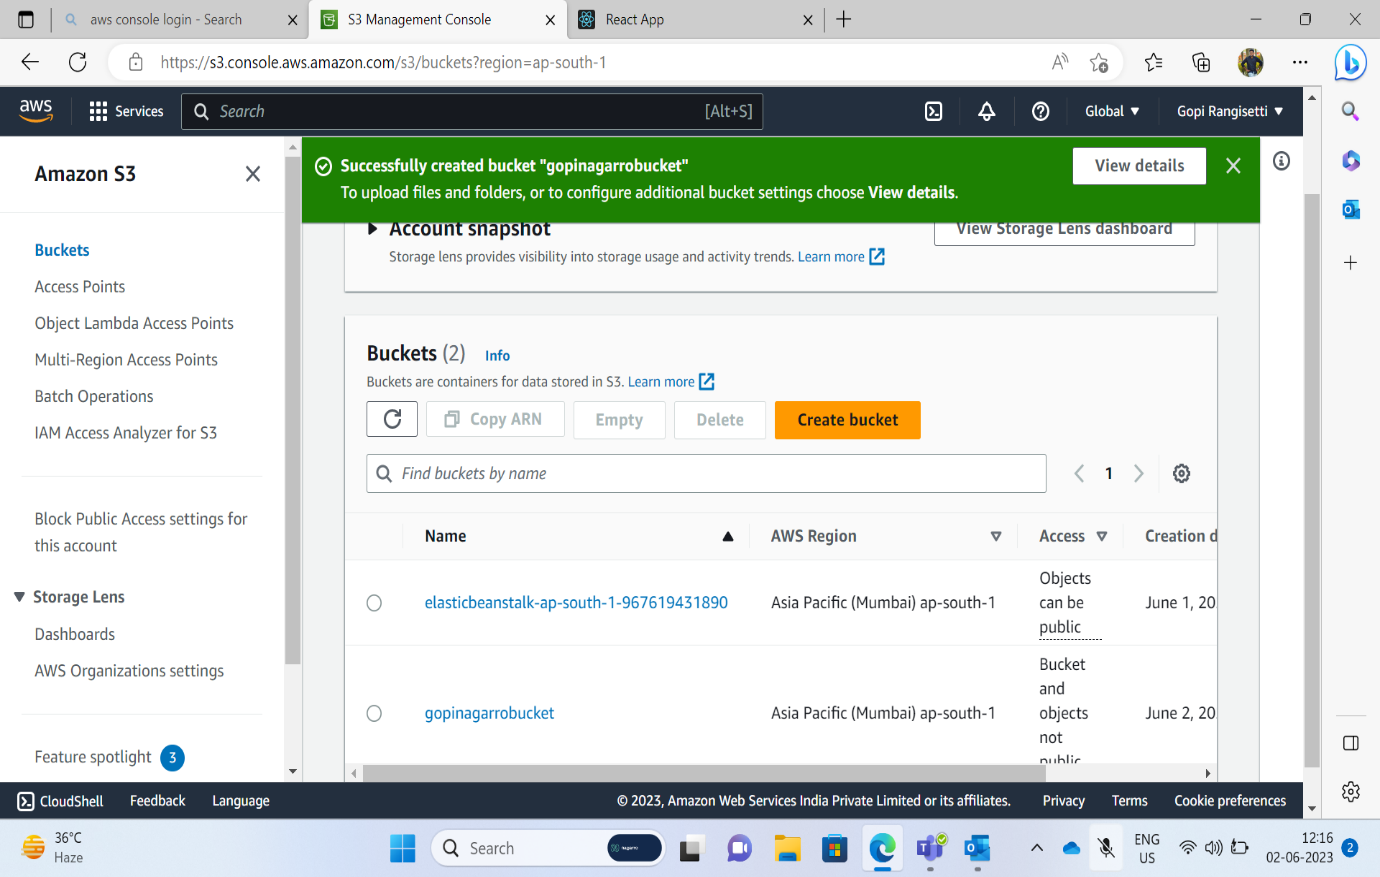 aws console login - Search
S3 Management Console
React App
https://s3.console.aws.amazon.com/s3/buckets?region=ap-south-1
aws
Services
Search
[Alt+S]
Global
Gopi Rangisetti
Amazon S3
Successfully created bucket "gopinagarrobucket"
To upload files and folders, or to configure additional bucket settings choose View details.
View details
Buckets
Access Points
Object Lambda Access Points
Multi-Region Access Points
Batch Operations
IAM Access Analyzer for S3
Block Public Access settings for
this account
Storage Lens
Dashboards
AWS Organizations settings
Feature spotlight 3
Account snapshot
View Storage Lens dashboard
Storage lens provides visibility into storage usage and activity trends. Learn more
Buckets (2) Info
Buckets are containers for data stored in S3. Learn more
Copy ARN
Empty
Delete
Create bucket
Find buckets by name
1
Name
AWS Region
Access
Creation d
elasticbeanstalk-ap-south-1-967619431890
Asia Pacific (Mumbai) ap-south-1
Objects
can be
public
June 1, 20
gopinagarrobucket
Asia Pacific (Mumbai) ap-south-1
Bucket
and
objects
not
public
June 2, 20
CloudShell
Feedback
Language
© 2023, Amazon Web Services India Private Limited or its affiliates.
Privacy
Terms
Cookie preferences
36°C
Haze
Search
ENG
US
12:16
02-06-2023
2